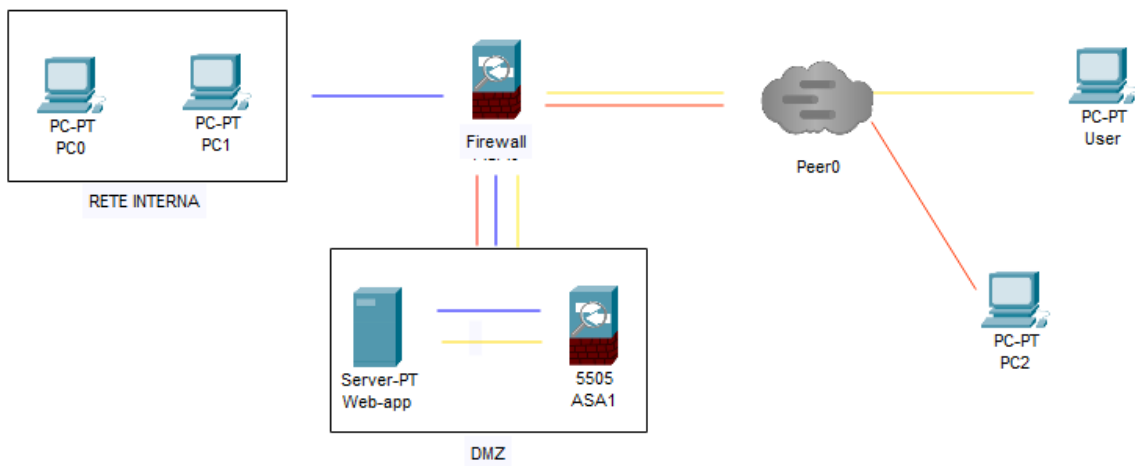 PC-PT
PC0
PC-PT
PC1
RETE INTERNA
Firewall
Peer0
PC-PT
User
PC-PT
PC2
Server-PT
Web-app
5505
ASA1
DMZ